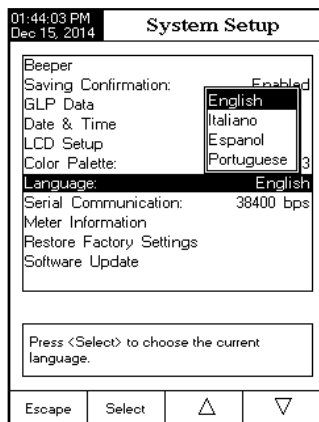 01:44:03 PM
Dec 15, 2014
System Setup
Beeper
Saving Confirmation: Enabled
GLP Data
Date & Time
LCD Setup
Color Palette: 3
English
Italiano
Espanol
Portuguese
Language: English
Serial Communication: 38400 bps
Meter Information
Restore Factory Settings
Software Update
Press <Select> to choose the current
language.
Escape Select